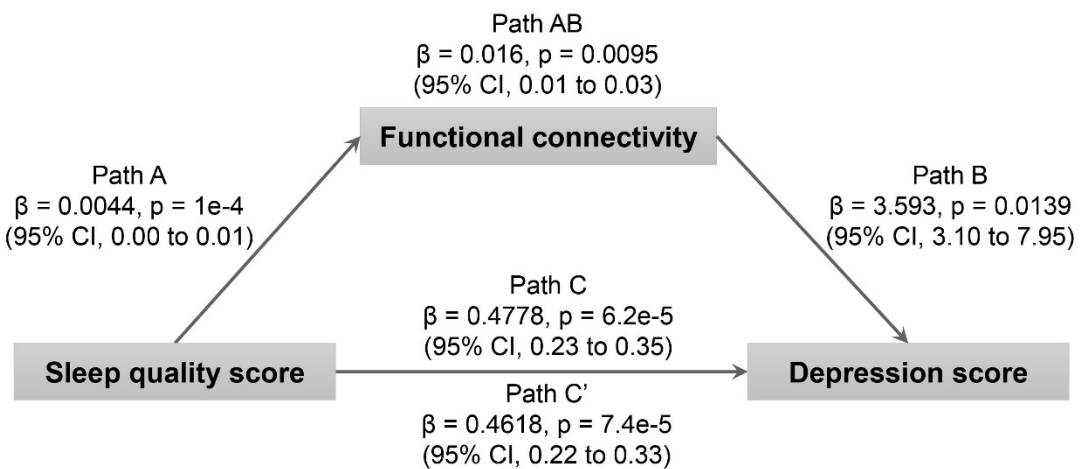 Path AB
β = 0.016, p = 0.0095
(95% CI, 0.01 to 0.03)
Functional connectivity
Path A
β = 0.0044, p = 1e-4
(95% CI, 0.00 to 0.01)
Path B
β = 3.593, p = 0.0139
(95% CI, 3.10 to 7.95)
Path C
β = 0.4778, p = 6.2e-5
(95% CI, 0.23 to 0.35)
Sleep quality score
Depression score
Path C’
β = 0.4618, p = 7.4e-5
(95% CI, 0.22 to 0.33)